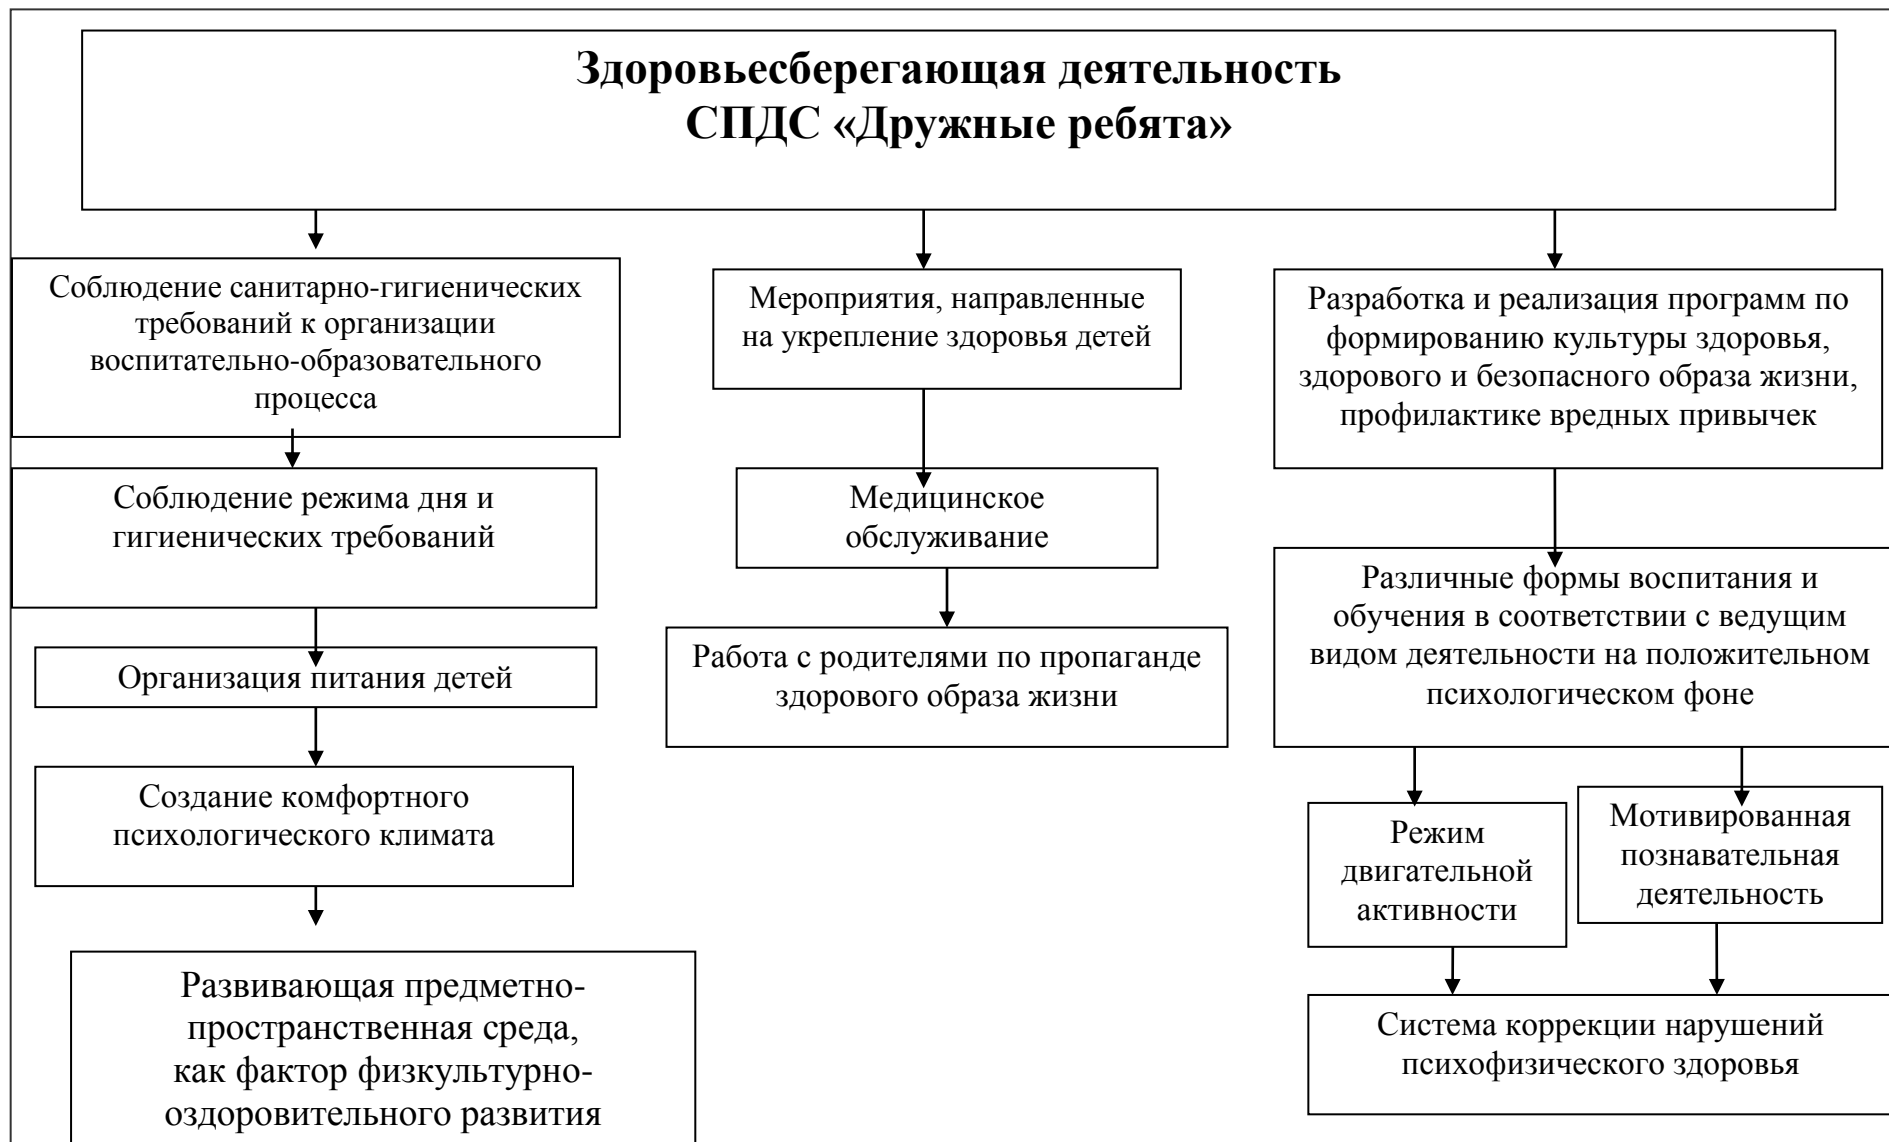 Здоровьесберегающая деятельность
СПДС «Дружные ребята»
Соблюдение санитарно-гигиенических
требований к организации
воспитательно-образовательного
процесса
Соблюдение режима дня и
гигиенических требований
Организация питания детей
Создание комфортного
психологического климата
Развивающая предметно-
пространственная среда,
как фактор физкультурно-
оздоровительного развития
Мероприятия, направленные
на укрепление здоровья детей
Медицинское
обслуживание
Работа с родителями по пропаганде
здорового образа жизни
Разработка и реализация программ по
формированию культуры здоровья,
здорового и безопасного образа жизни,
профилактике вредных привычек
Различные формы воспитания и
обучения в соответствии с ведущим
видом деятельности на положительном
психологическом фоне
Режим
двигательной
активности
Мотивированная
познавательная
деятельность
Система коррекции нарушений
психофизического здоровья